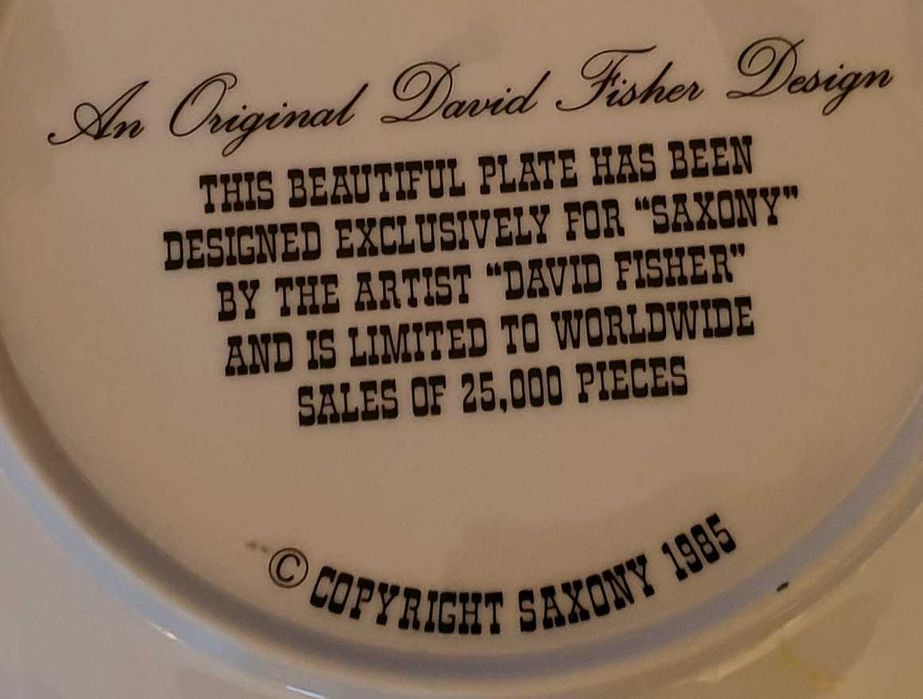 An Original David Fisher Design
THIS BEAUTIFUL PLATE HAS BEEN
DESIGNED EXCLUSIVELY FOR “SAXONY”
BY THE ARTIST “DAVID FISHER”
AND IS LIMITED TO WORLDWIDE
SALES OF 25,000 PIECES
© COPYRIGHT SAXONY 1985